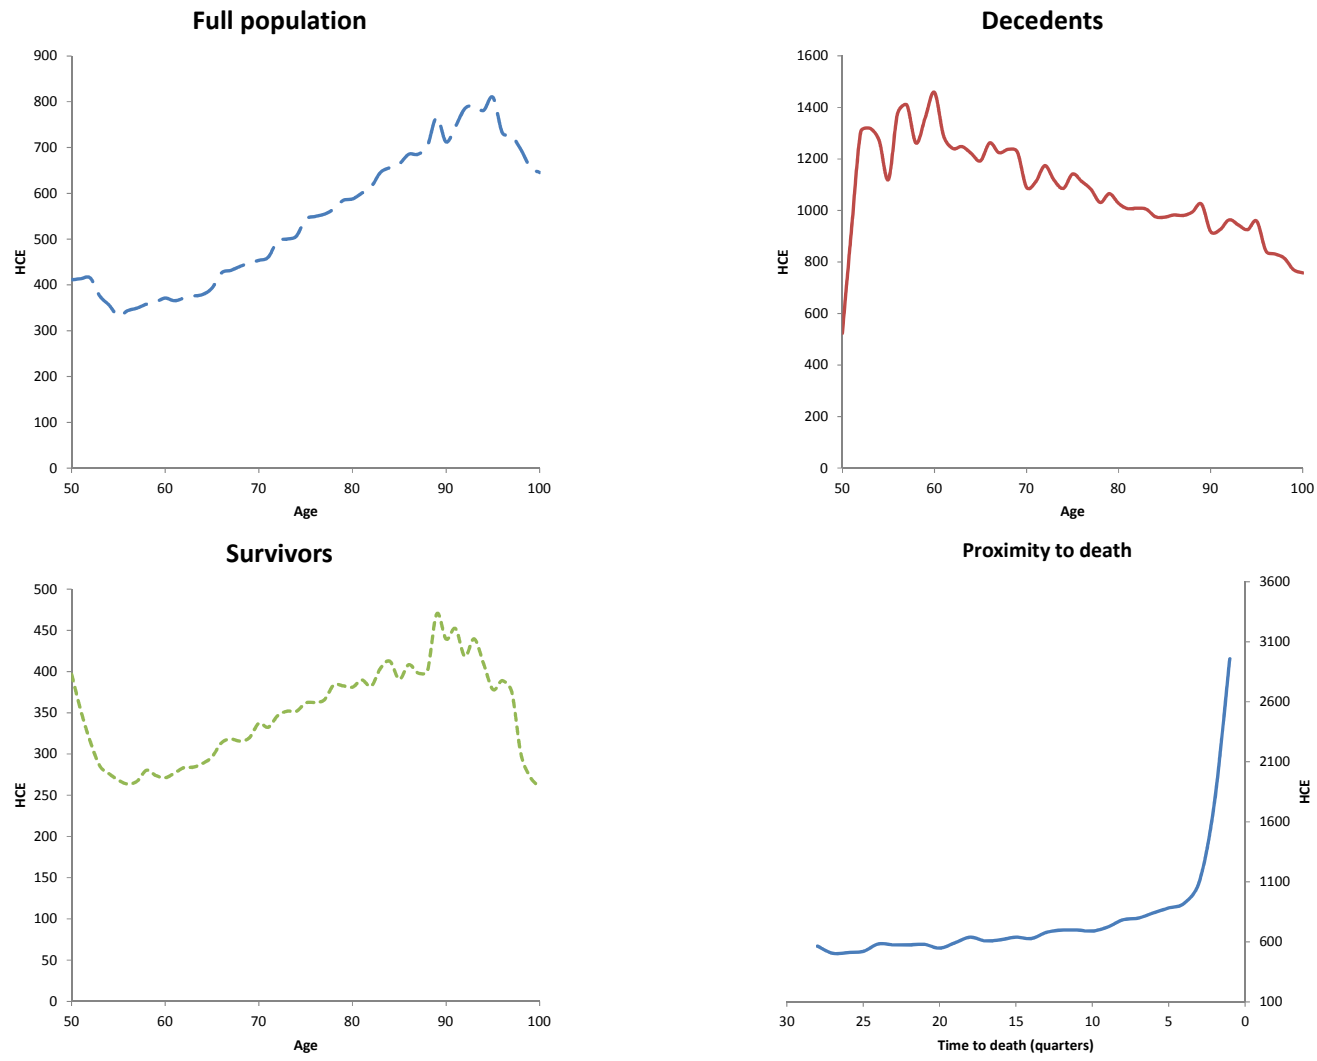 Full population
900
800
700
600
500
400
300
200
100
0
HCE
50 60 70 80 90 100
Age
Decedents
1600
1400
1200
1000
800
600
400
200
0
HCE
50 60 70 80 90 100
Age
Survivors
500
450
400
350
300
250
200
150
100
50
0
HCE
50 60 70 80 90 100
Age
Proximity to death
3600
3100
2600
2100
1600
1100
600
100
HCE
30 25 20 15 10 5 0
Time to death (quarters)